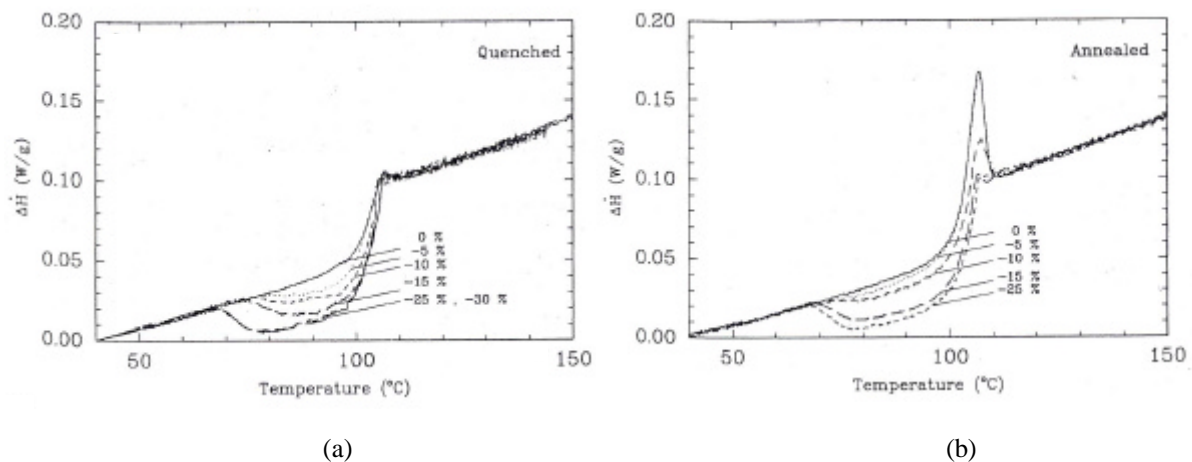 0.20
0.15
0.10
0.05
0.00
ΔḢ (W/g)
Quenched
0 %
-5 %
-10 %
-15 %
-25 % , -30 %
50
100
150
Temperature (°C)
(a)
0.20
0.15
0.10
0.05
0.00
ΔḢ (W/g)
Annealed
0 %
-5 %
-10 %
-15 %
-25 %
50
100
150
Temperature (°C)
(b)